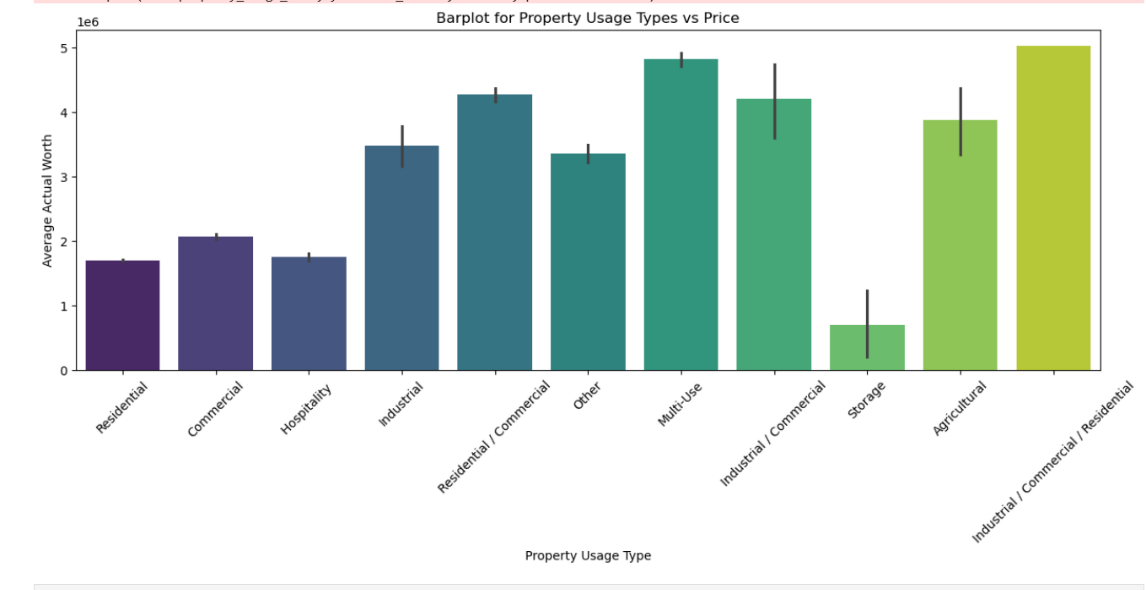 1e6
Barplot for Property Usage Types vs Price
5
4
3
2
1
0
Average Actual Worth
Residential
Commercial
Hospitality
Industrial
Residential / Commercial
Other
Multi-Use
Industrial / Commercial
Storage
Agricultural
Industrial / Commercial / Residential
Property Usage Type